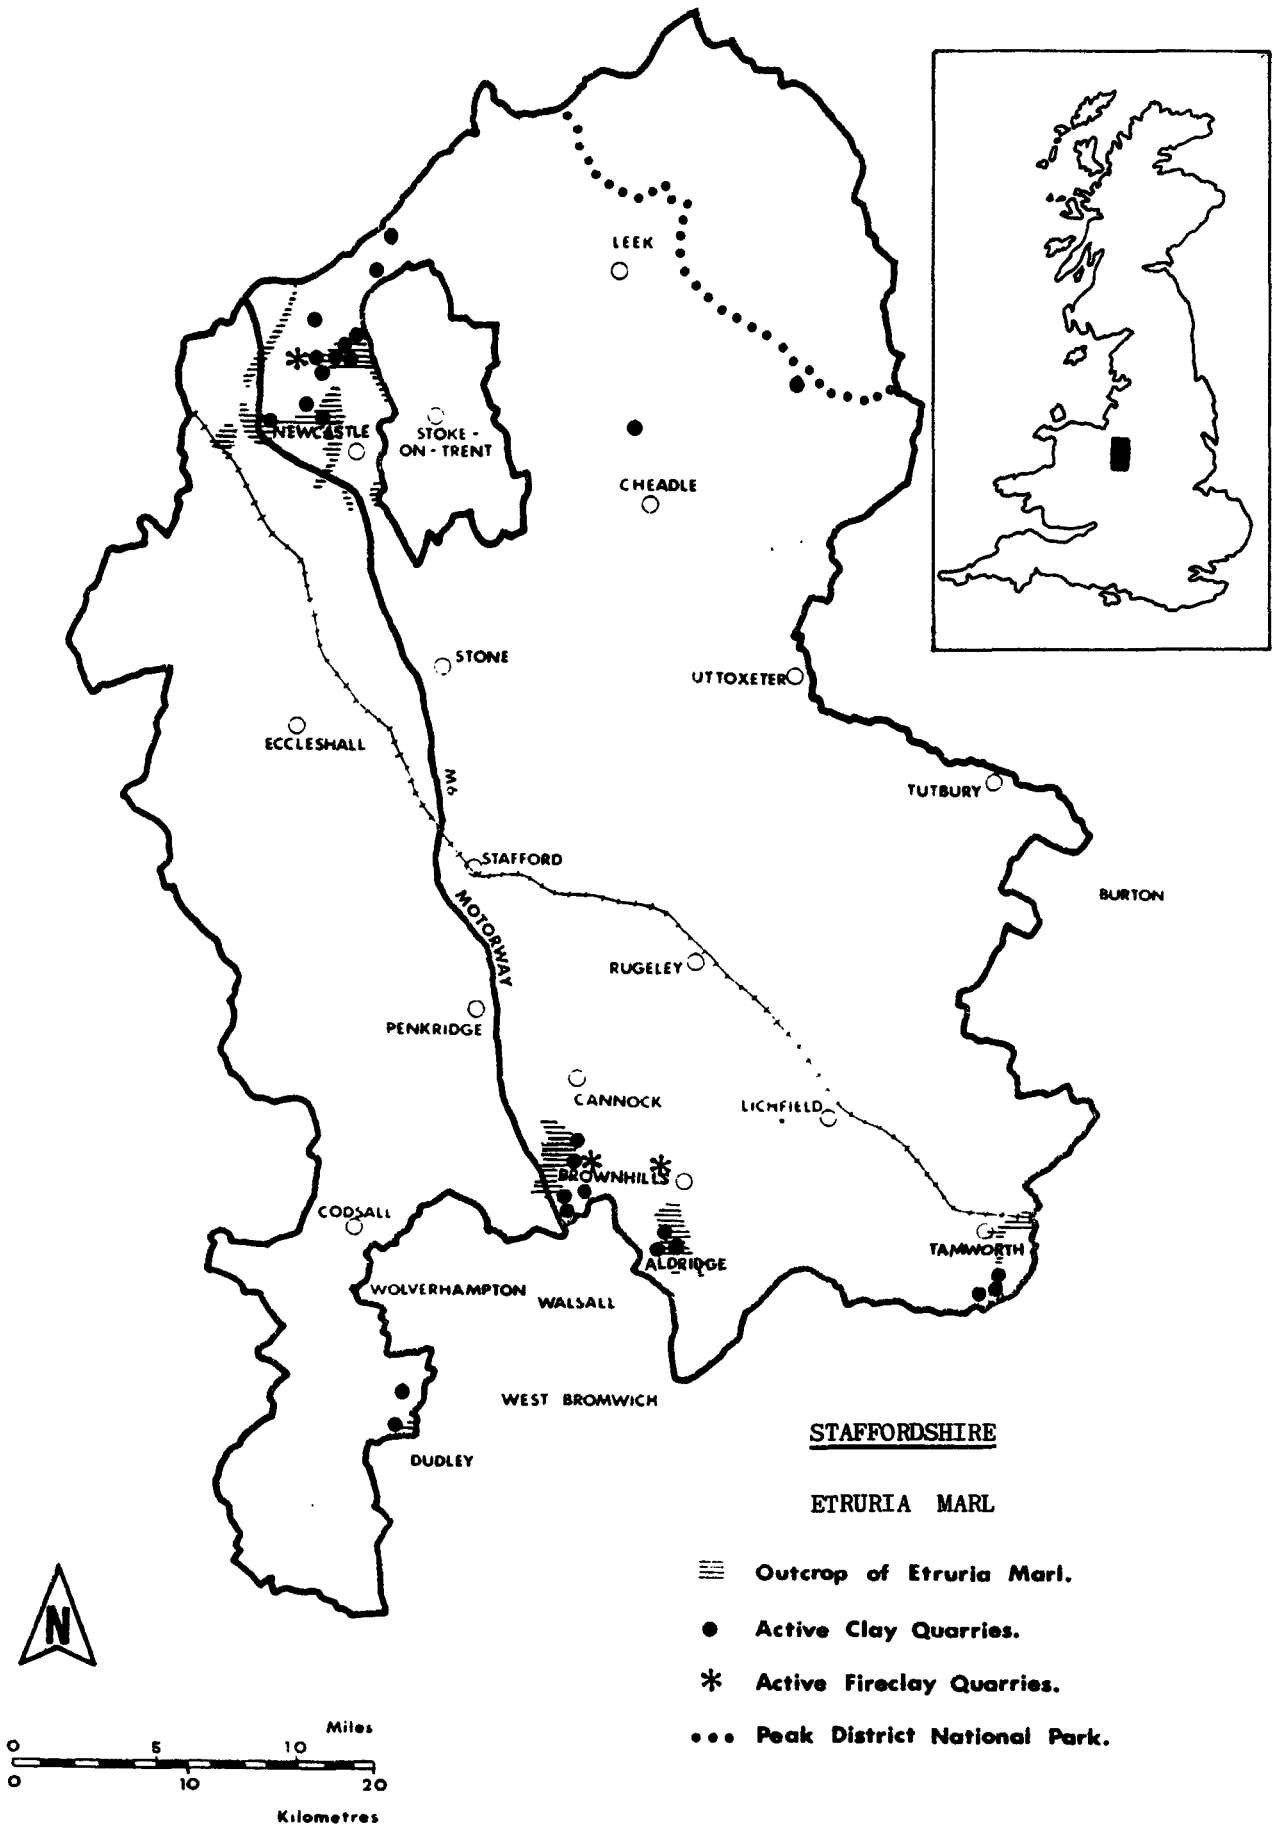 LEEK
NEWCASTLE
STOKE -
ON - TRENT
CHEADLE
STONE
UTTOXETER
ECCLESHALL
M6
TUTBURY
STAFFORD
BURTON
MOTORWAY
RUGELEY
PENKRIDGE
CANNOCK
LICHFIELD
BROWNHILLS
CODSALL
TAMWORTH
ALDRIDGE
WOLVERHAMPTON
WALSALL
WEST BROMWICH
DUDLEY
STAFFORDSHIRE
ETRURIA MARL
Outcrop of Etruria Marl.
Active Clay Quarries.
Active Fireclay Quarries.
Peak District National Park.
N
Miles
0 5 10
0 10 20
Kilometres